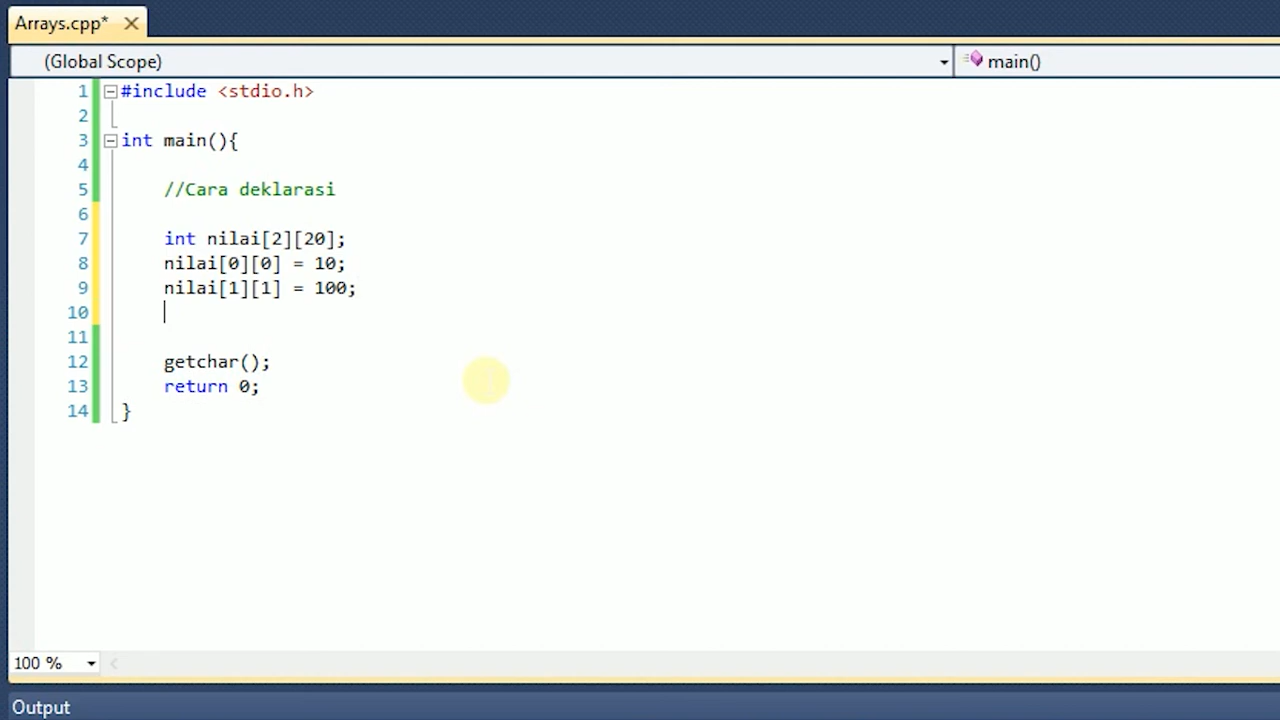 Arrays.cpp*
(Global Scope) main()
1 #include <stdio.h>
2
3 int main(){
4
5 //Cara deklarasi
6
7 int nilai[2][20];
8 nilai[0][0] = 10;
9 nilai[1][1] = 100;
10
11
12 getchar();
13 return 0;
14 }
100 %
Output